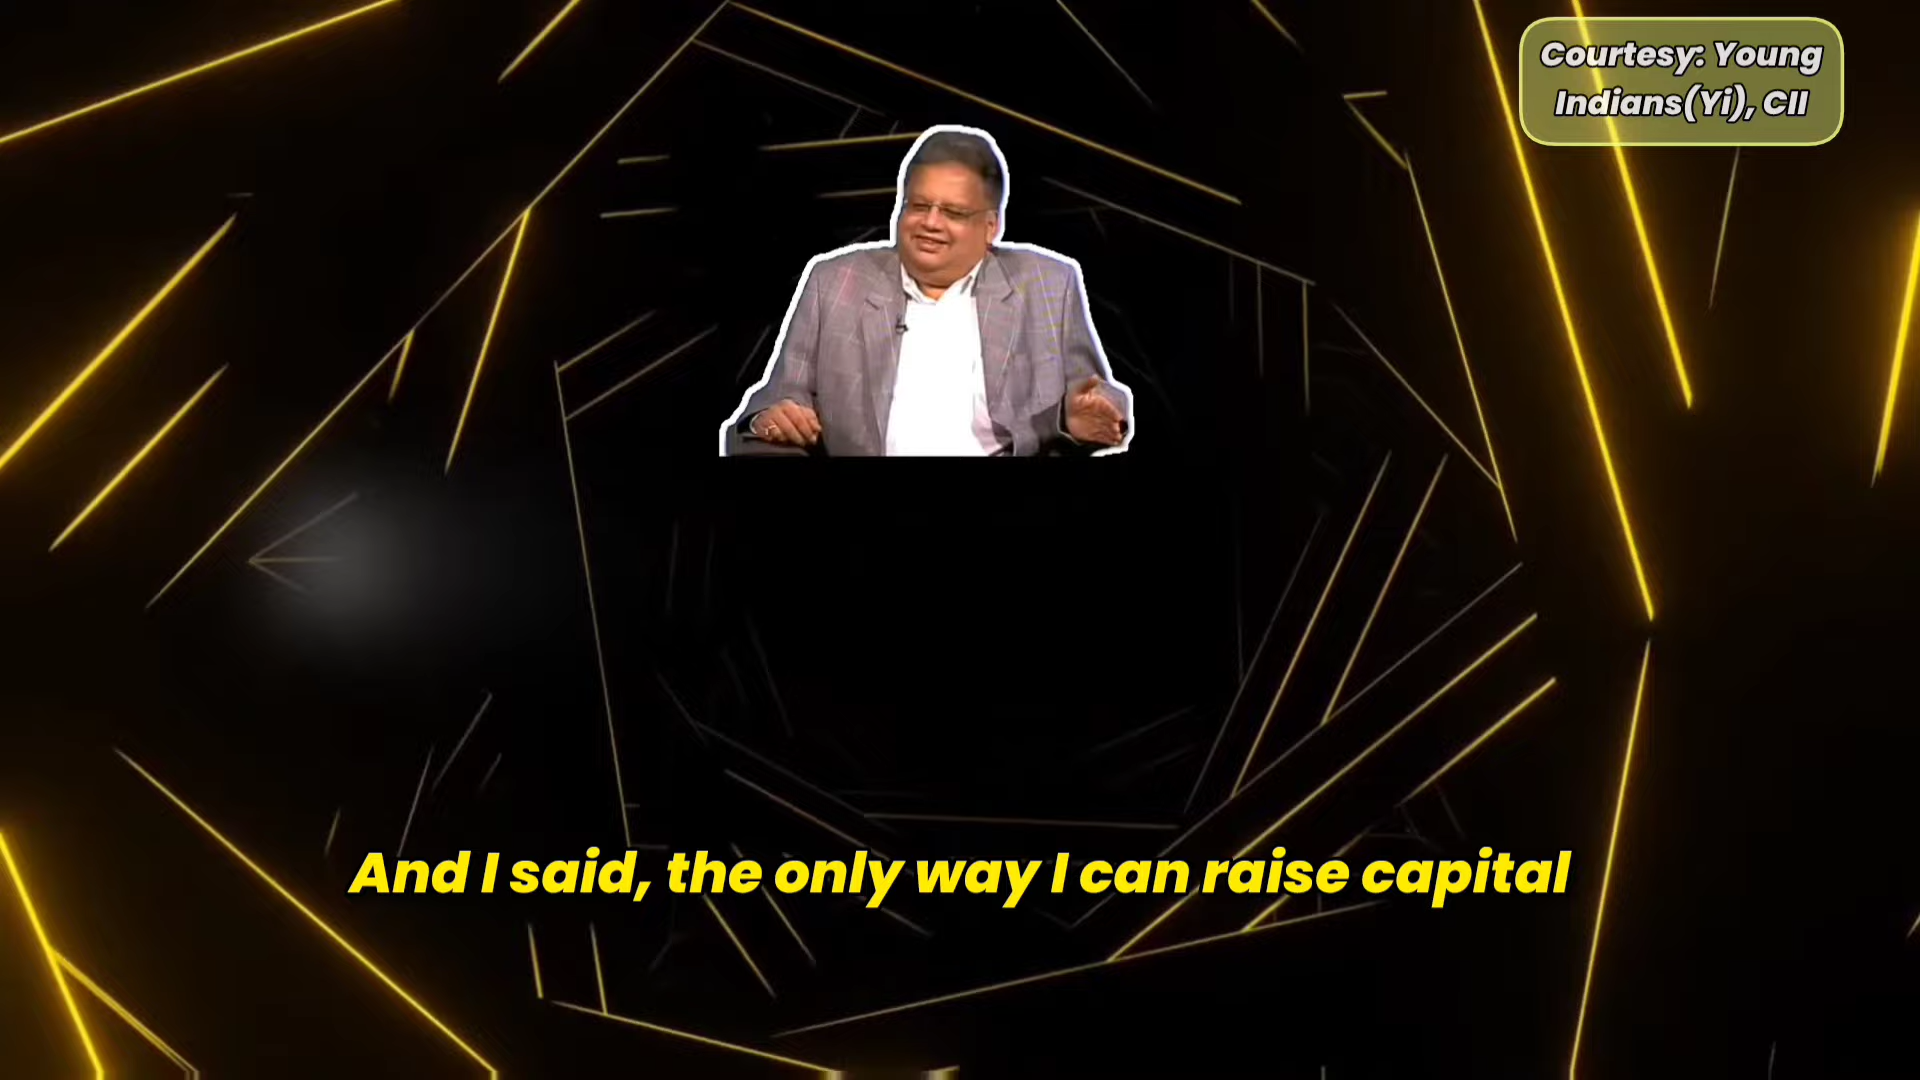 Courtesy: Young
Indians(Yi), CII
And I said, the only way I can raise capital